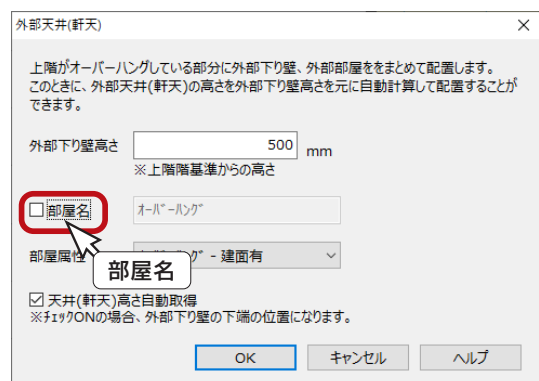 外部天井(軒天)
上階がオーバーハングしている部分に外部下り壁、外部部屋ををまとめて配置します。
このときに、外部天井(軒天)の高さを外部下り壁高さを元に自動計算して配置することが
できます。
外部下り壁高さ 500 mm
※上階階基準からの高さ
部屋名 ｵｰﾊﾞｰﾊﾝｸﾞ
部屋属性 - 建面有
部屋名
天井(軒天)高さ自動取得
※ﾁｪｯｸONの場合、外部下り壁の下端の位置になります。
OK キャンセル ヘルプ